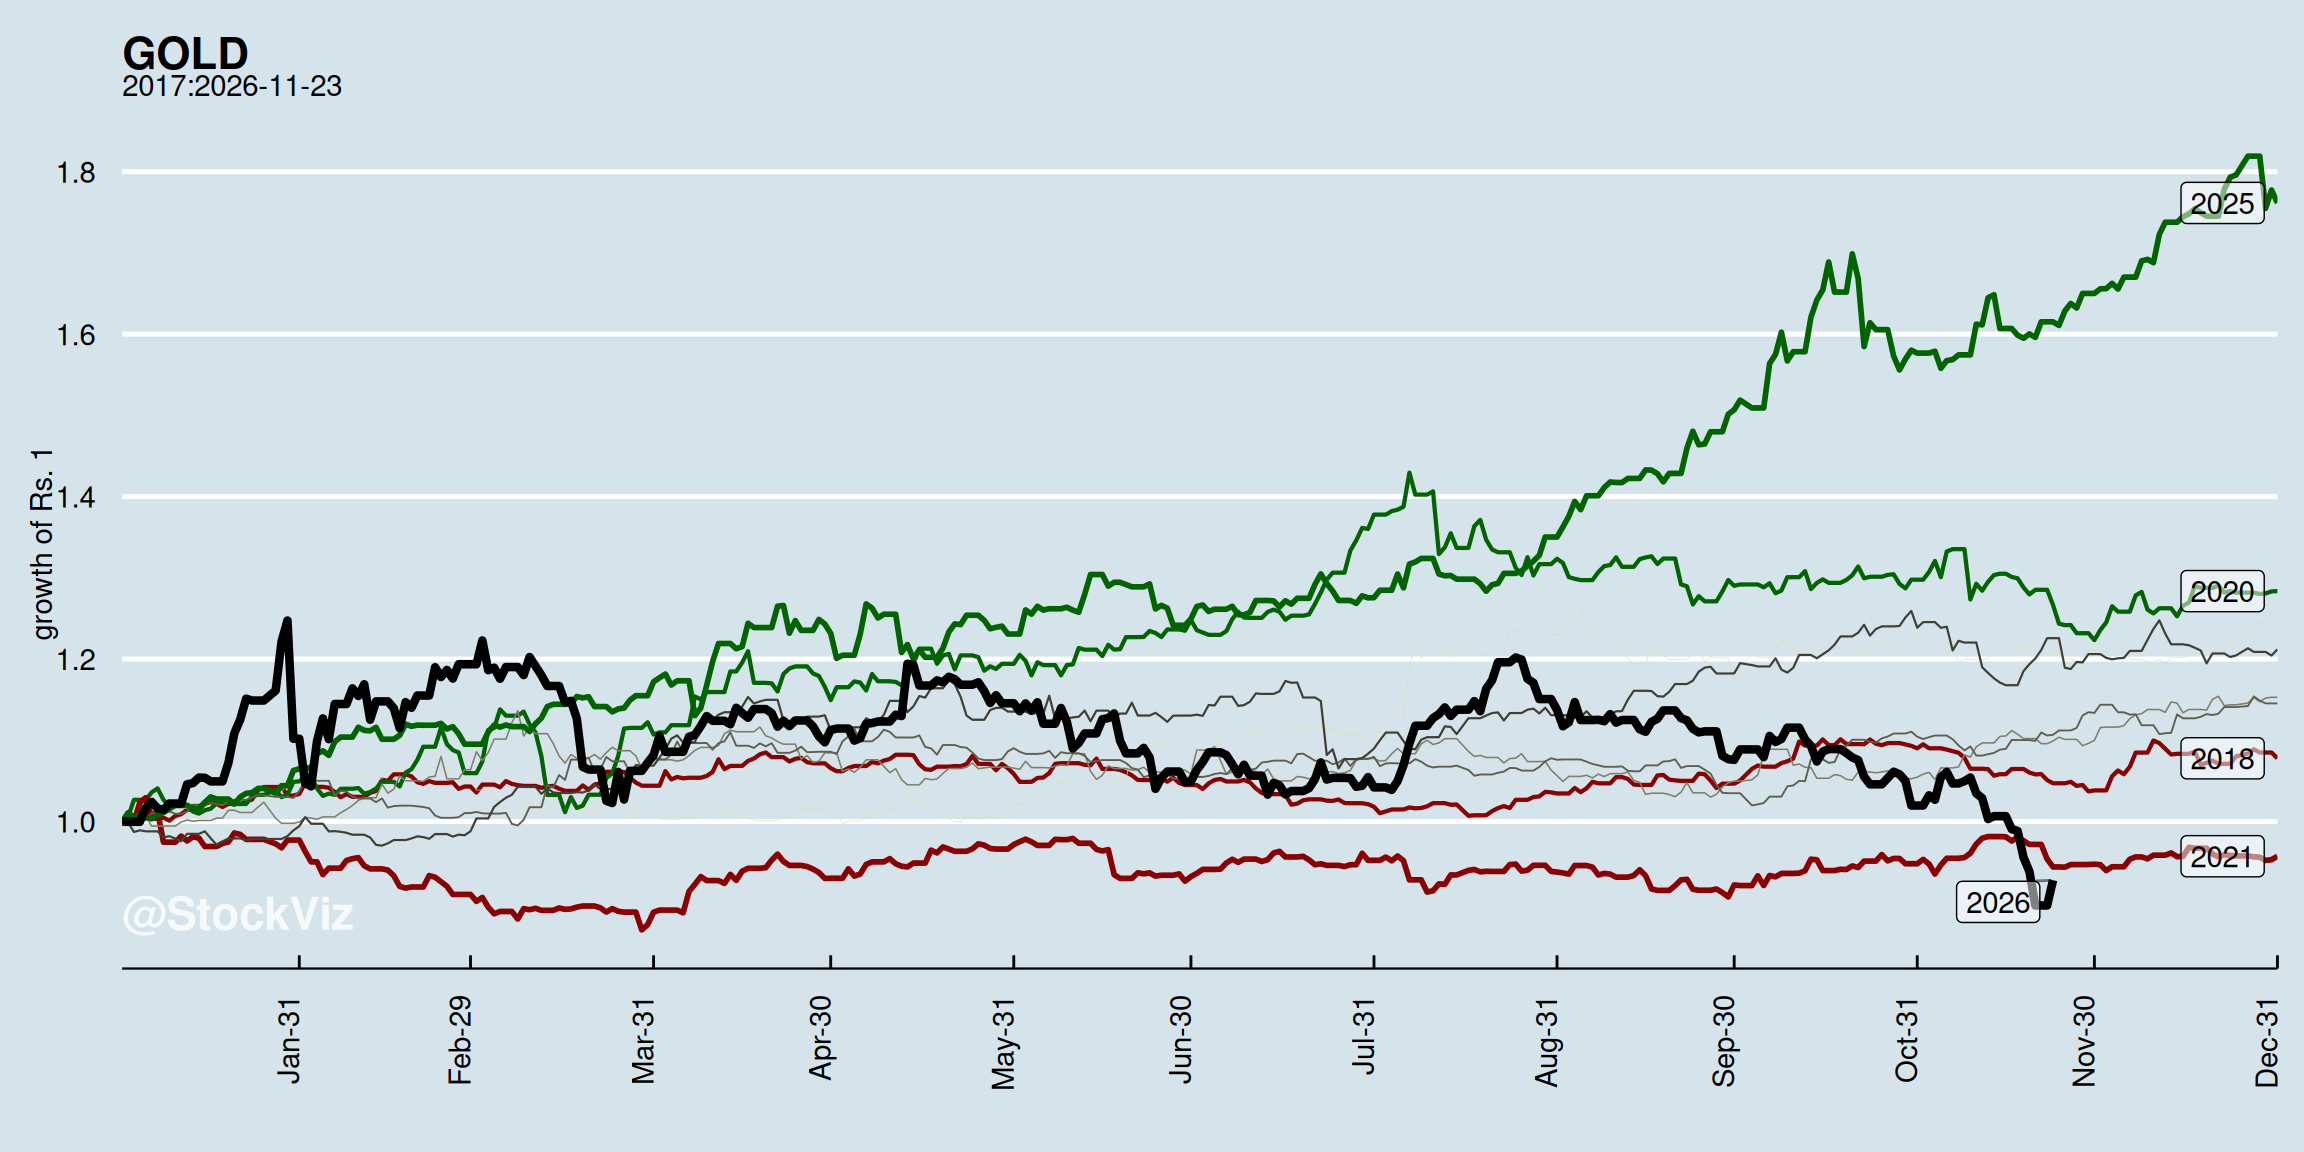 GOLD
2017:2026-11-23
growth of Rs. 1
1.8
1.6
1.4
1.2
1.0
2025
2020
2018
2021
2026
@StockViz
Jan-31
Feb-29
Mar-31
Apr-30
May-31
Jun-30
Jul-31
Aug-31
Sep-30
Oct-31
Nov-30
Dec-31